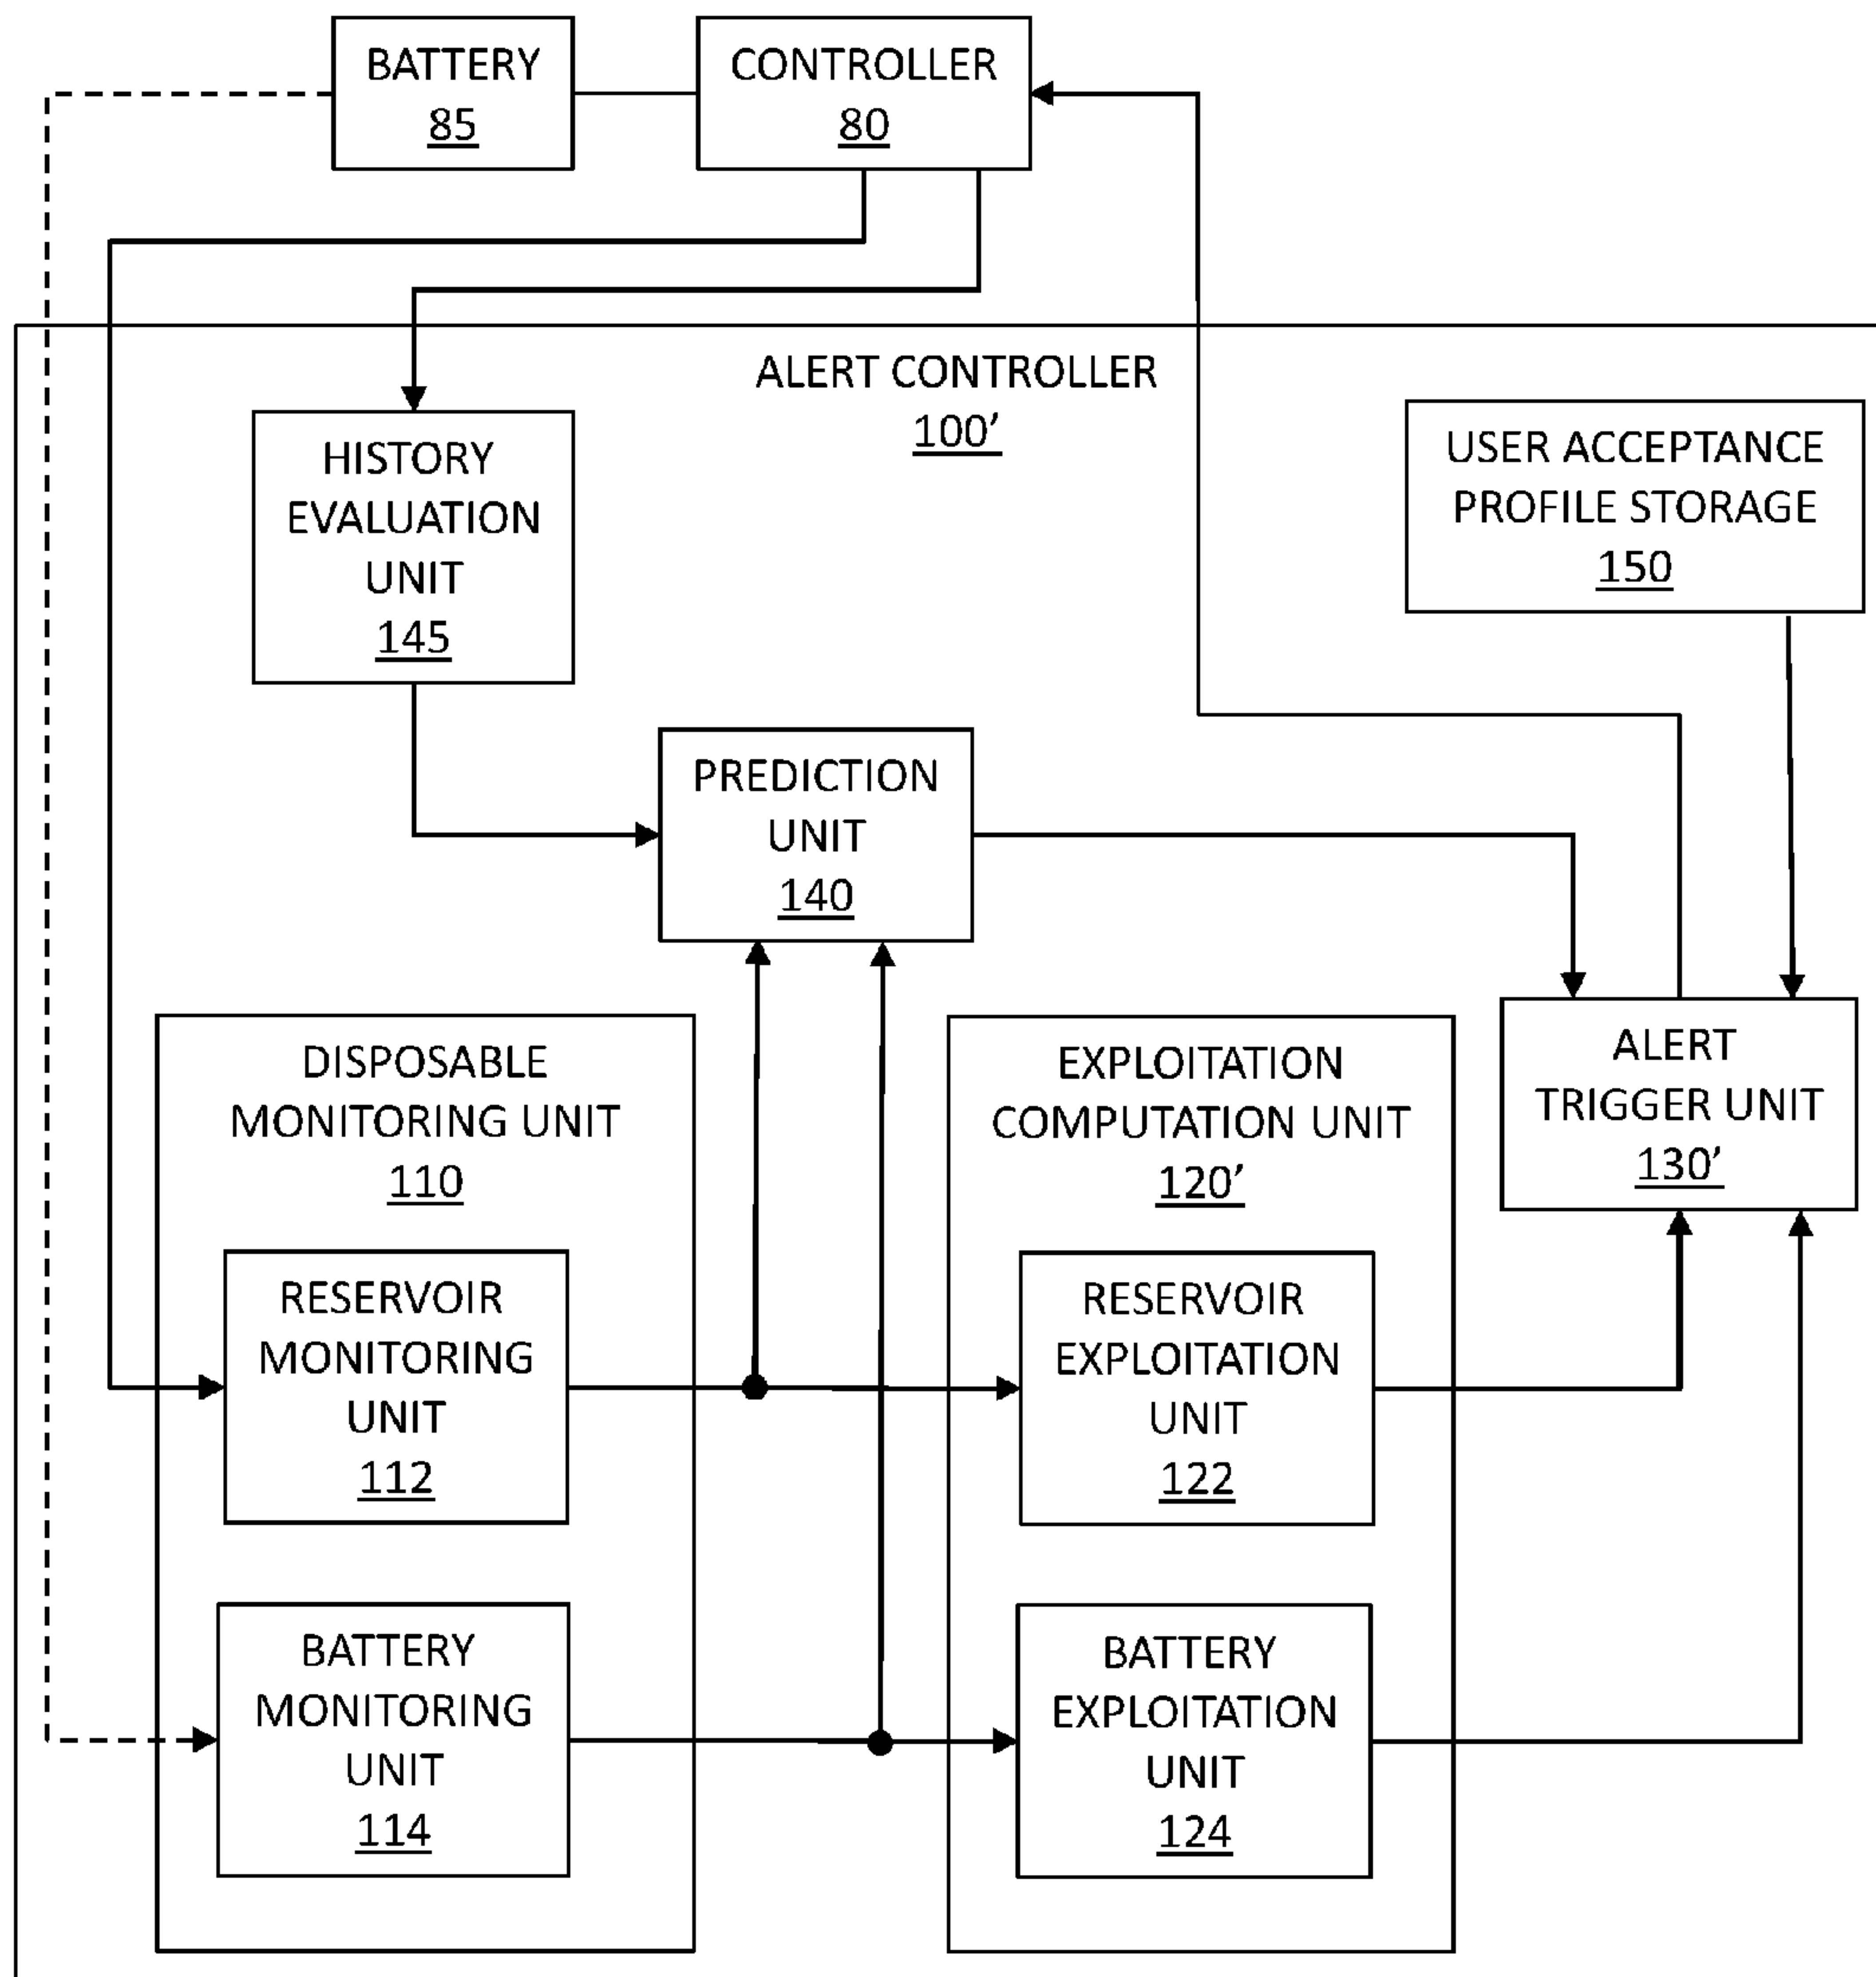 BATTERY
85
CONTROLLER
80
ALERT CONTROLLER
100’
HISTORY
EVALUATION
UNIT
145
USER ACCEPTANCE
PROFILE STORAGE
150
PREDICTION
UNIT
140
DISPOSABLE
MONITORING UNIT
110
EXPLOITATION
COMPUTATION UNIT
120’
ALERT
TRIGGER UNIT
130’
RESERVOIR
MONITORING
UNIT
112
RESERVOIR
EXPLOITATION
UNIT
122
BATTERY
MONITORING
UNIT
114
BATTERY
EXPLOITATION
UNIT
124